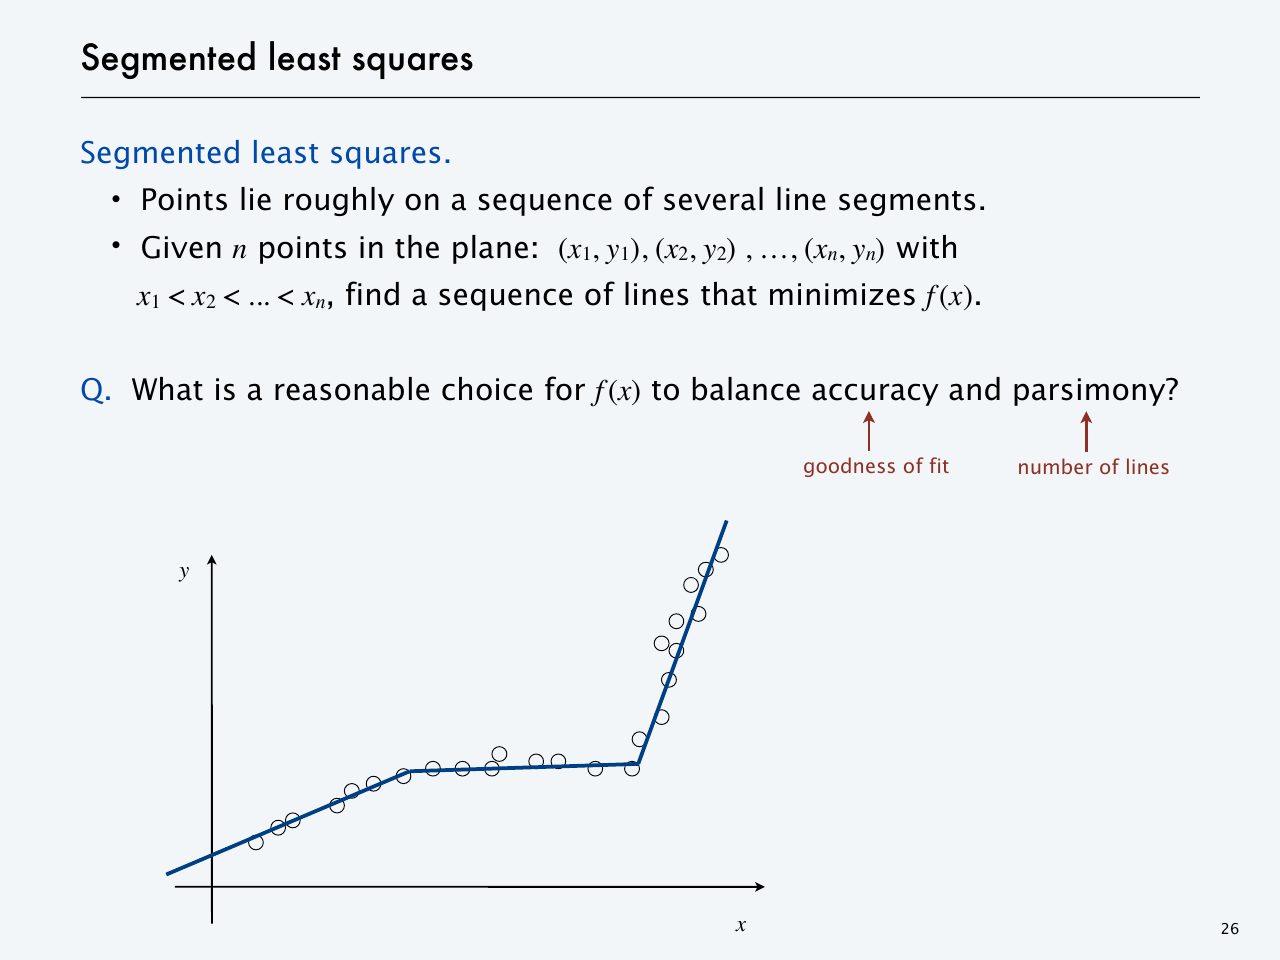 Segmented least squares
Segmented least squares.
• Points lie roughly on a sequence of several line segments.
• Given n points in the plane: (x1, y1), (x2, y2) , …, (xn, yn) with
x1 < x2 < ... < xn, find a sequence of lines that minimizes f (x).
Q. What is a reasonable choice for f (x) to balance accuracy and parsimony?
goodness of fit
number of lines
y
x
26